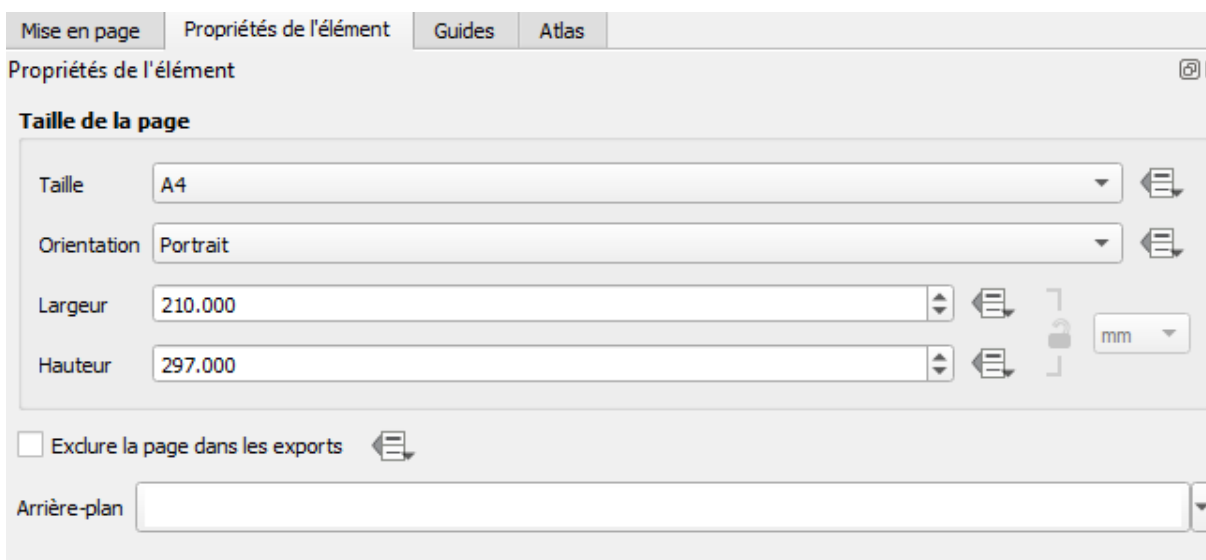 Mise en page Propriétés de l'élément Guides Atlas
Propriétés de l'élément
Taille de la page
Taille A4
Orientation Portrait
Largeur 210.000
mm
Hauteur 297.000
Exclure la page dans les exports
Arrière-plan